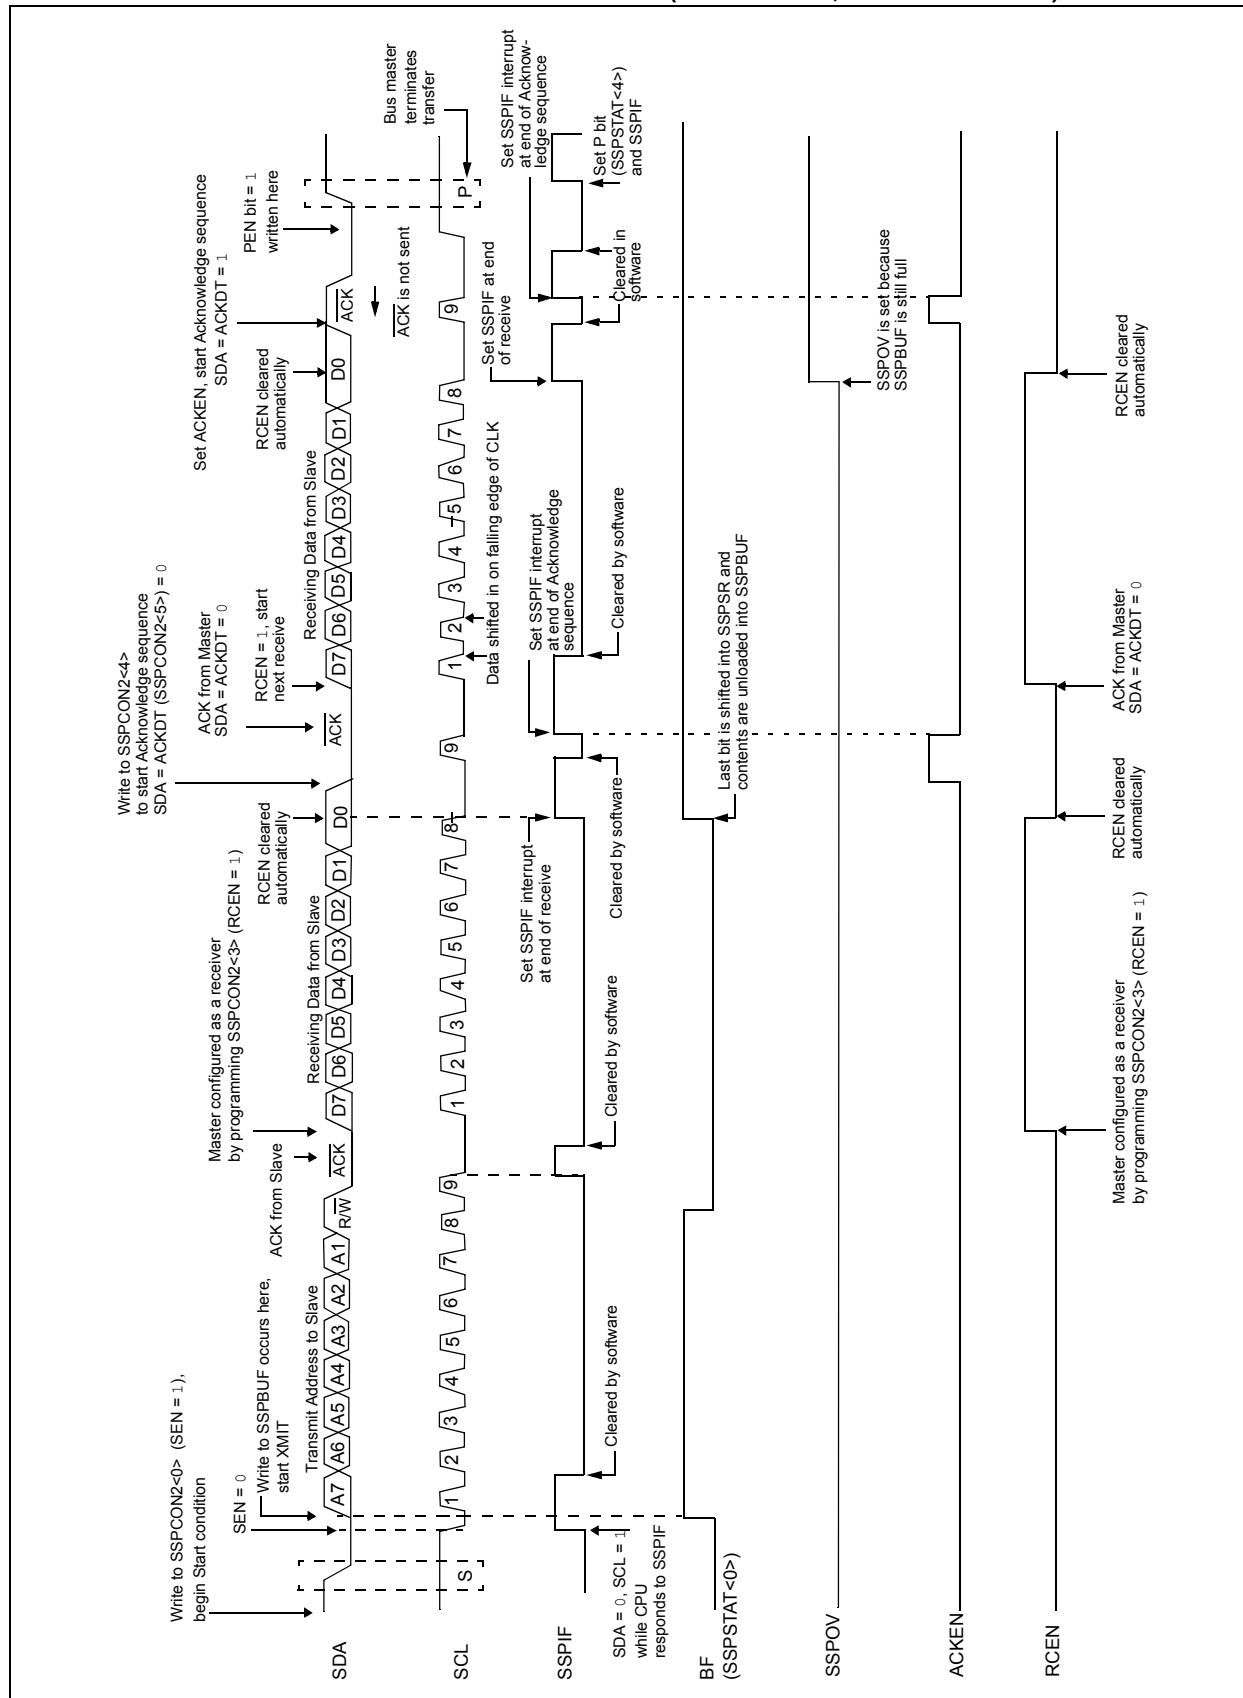 Write to SSPCON2<0> (SEN = 1),
begin Start condition
SEN = 0
Write to SSPBUF occurs here,
start XMIT
ACK from Slave
Master configured as a receiver
by programming SSPCON2<3> (RCEN = 1)
RCEN cleared
automatically
Write to SSPCON2<4>
to start Acknowledge sequence
SDA = ACKDT (SSPCON2<5>) = 0
ACK from Master
SDA = ACKDT = 0
RCEN = 1, start
next receive
RCEN cleared
automatically
Set ACKEN, start Acknowledge sequence
SDA = ACKDT = 1
PEN bit = 1
written here
Bus master
terminates
transfer
Transmit Address to Slave
Receiving Data from Slave
Receiving Data from Slave
SDA
A7 A6 A5 A4 A3 A2 A1 R/W ACK D7 D6 D5 D4 D3 D2 D1 D0 ACK D7 D6 D5 D4 D3 D2 D1 D0 ACK
ACK is not sent
SCL
S 1 2 3 4 5 6 7 8 9 1 2 3 4 5 6 7 8 9 1 2 3 4 5 6 7 8 9 P
Data shifted in on falling edge of CLK
Set SSPIF interrupt
at end of receive
Set SSPIF interrupt
at end of Acknowledge
sequence
Set SSPIF at end
of receive
Set SSPIF interrupt
at end of Acknow-
ledge sequence
SSPIF
SDA = 0, SCL = 1
while CPU
responds to SSPIF
Cleared by software
Cleared by software
Cleared by software
Cleared by software
Cleared in
software
Set P bit
(SSPSTAT<4>)
and SSPIF
BF
(SSPSTAT<0>)
Last bit is shifted into SSPSR and
contents are unloaded into SSPBUF
SSPOV
SSPOV is set because
SSPBUF is still full
ACKEN
RCEN
Master configured as a receiver
by programming SSPCON2<3> (RCEN = 1)
RCEN cleared
automatically
ACK from Master
SDA = ACKDT = 0
RCEN cleared
automatically